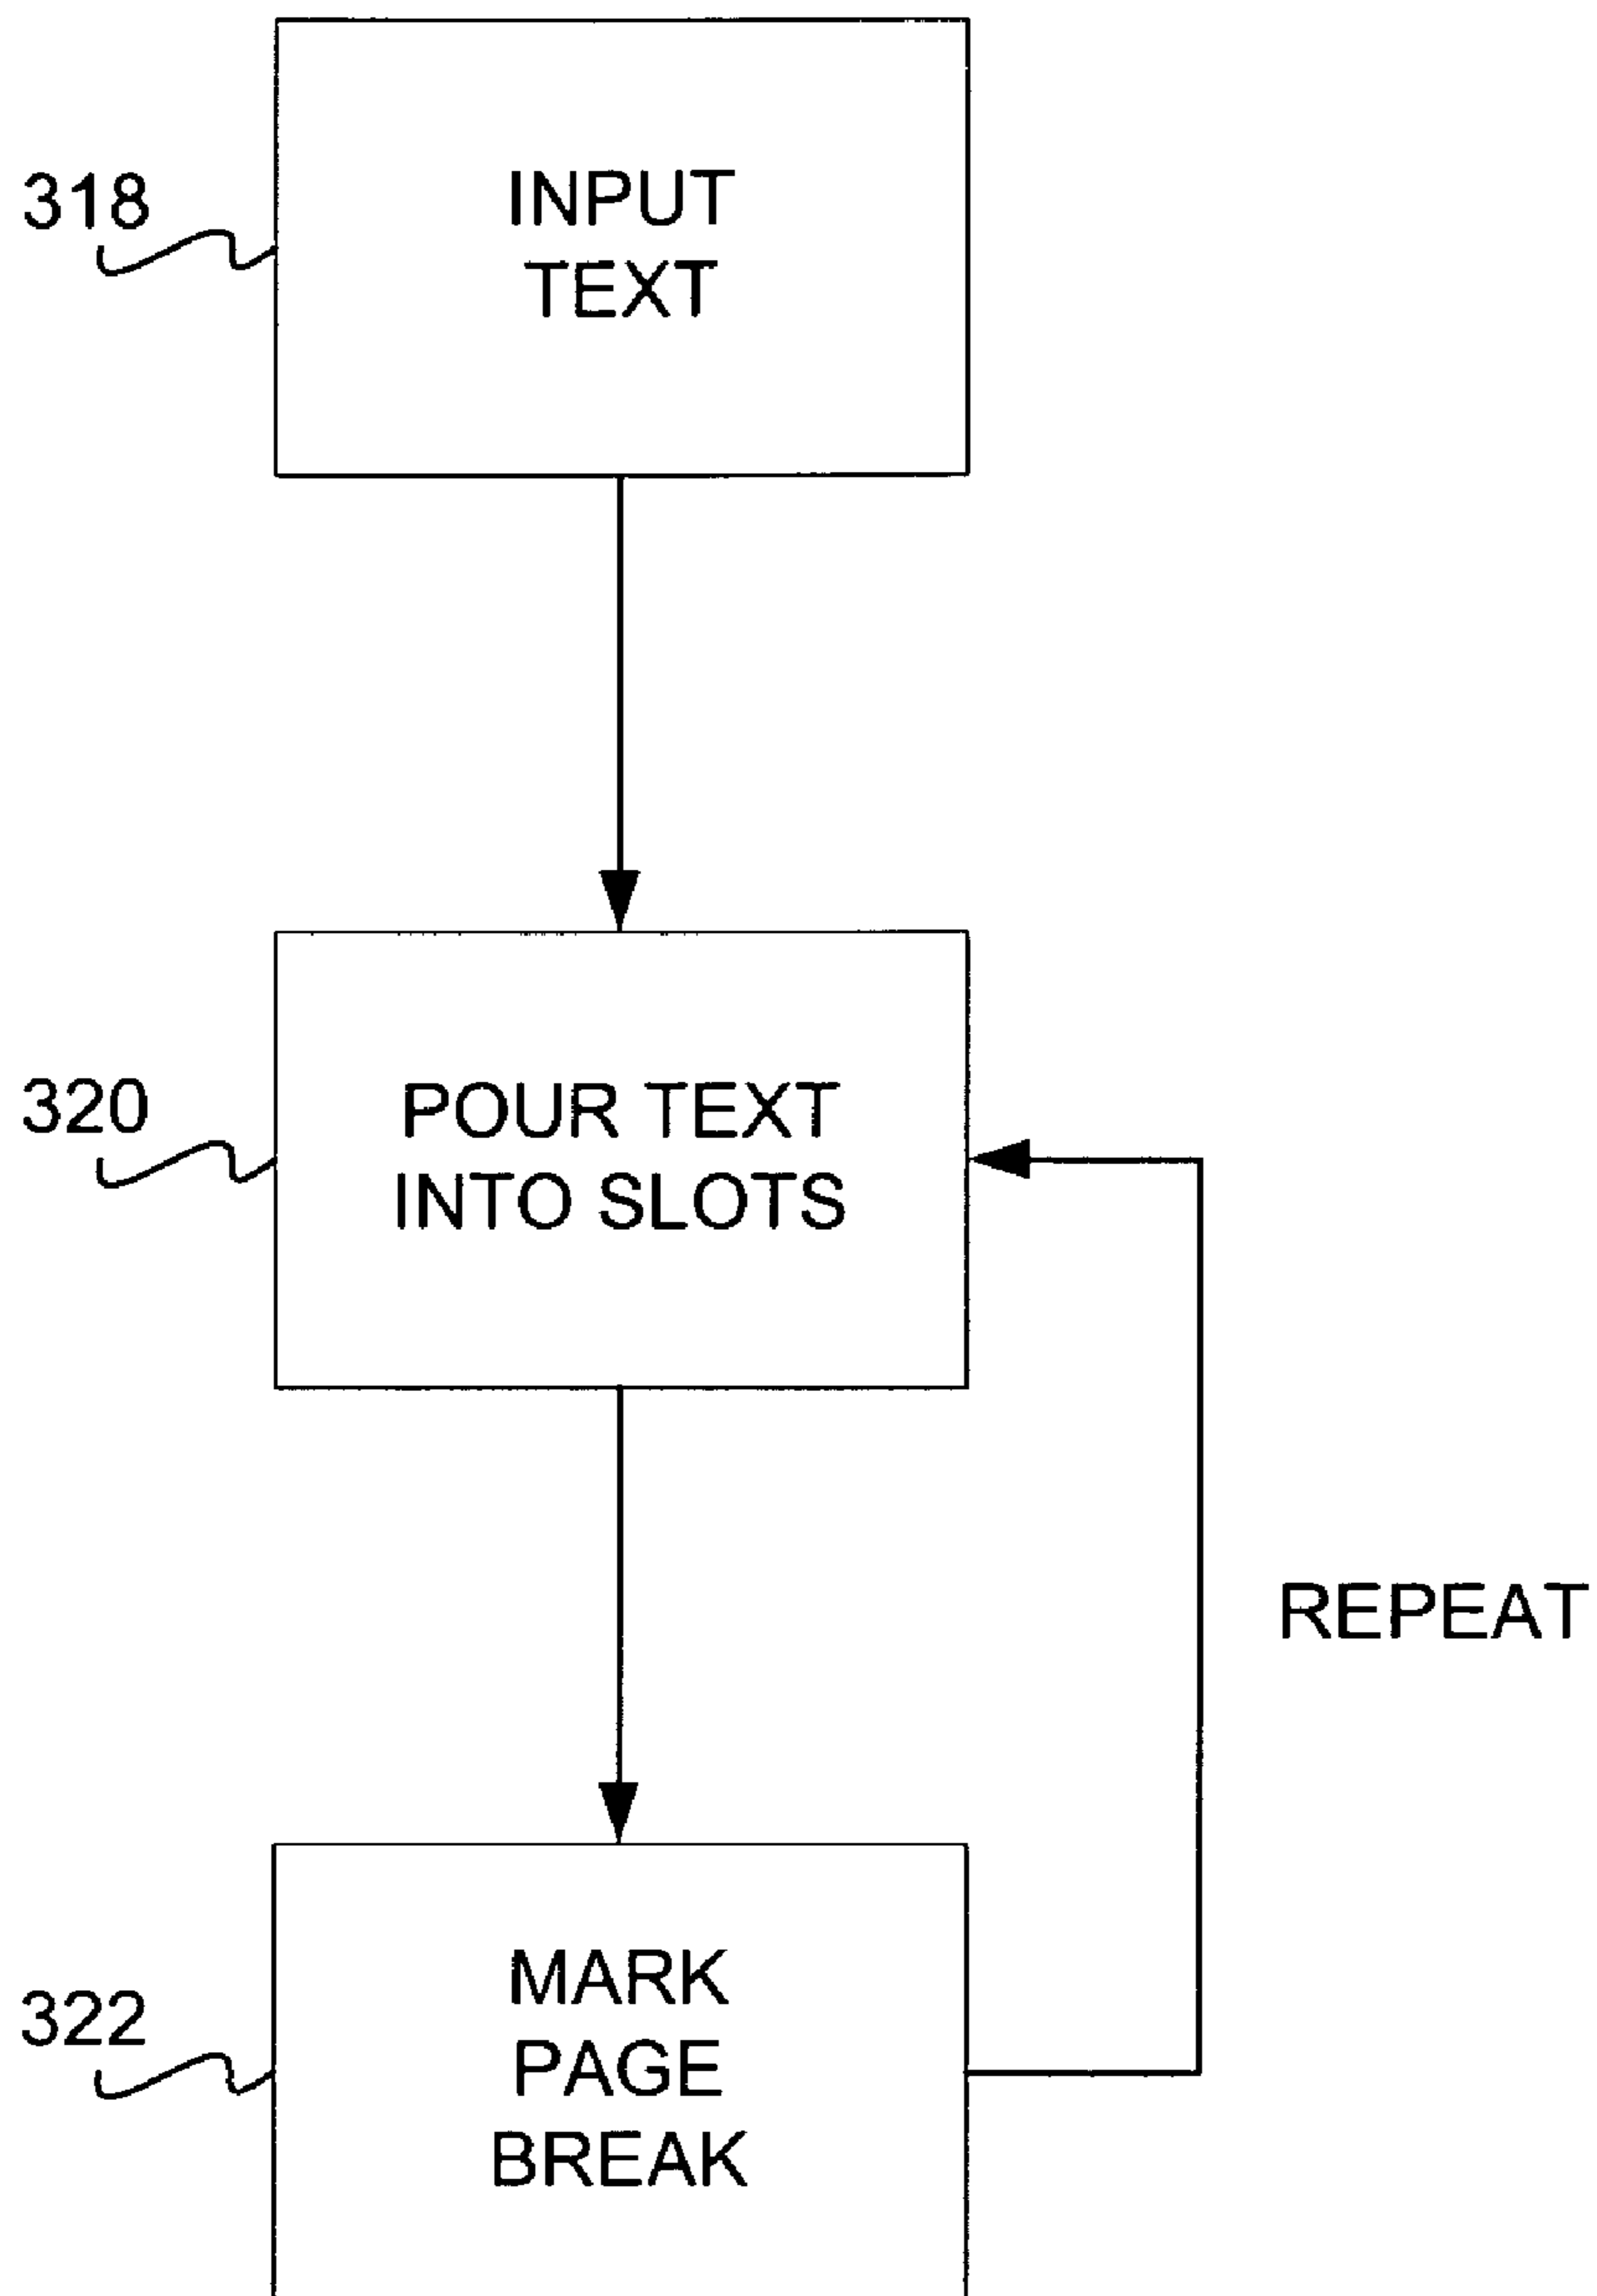 318
INPUT
TEXT
320
POUR TEXT
INTO SLOTS
REPEAT
322
MARK
PAGE
BREAK